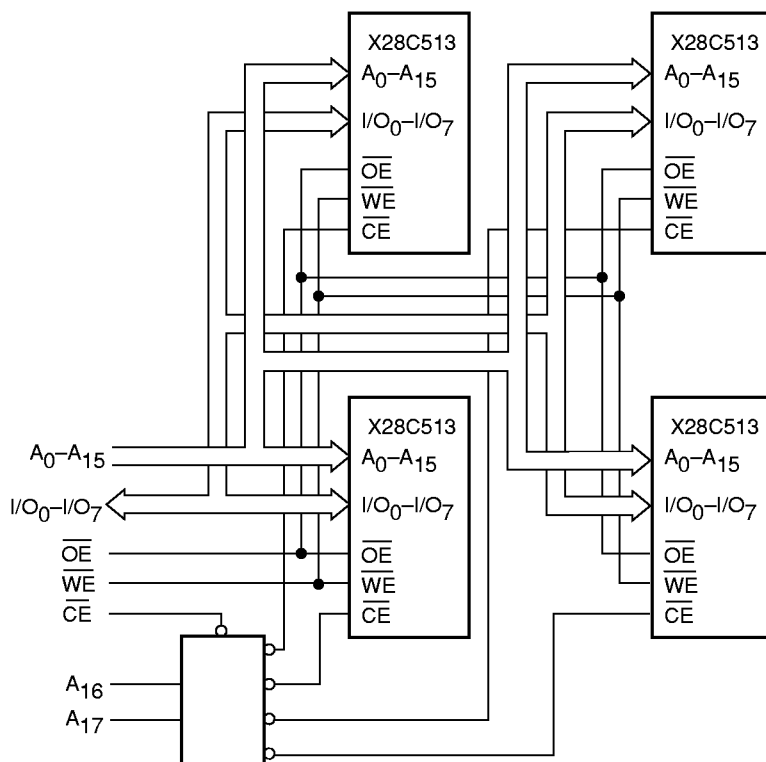 X28C513
A0–A15
I/O0–I/O7
OE
WE
CE
X28C513
A0–A15
I/O0–I/O7
OE
WE
CE
X28C513
A0–A15
I/O0–I/O7
OE
WE
CE
X28C513
A0–A15
I/O0–I/O7
OE
WE
CE
A0–A15
I/O0–I/O7
OE
WE
CE
A16
A17